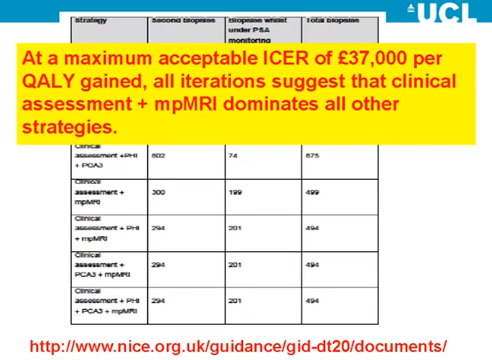 UCL
Strategy Second biopsies Biopsies whilst Total biopsies
under PSA
monitoring
At a maximum acceptable ICER of £37,000 per
QALY gained, all iterations suggest that clinical
assessment + mpMRI dominates all other
strategies.
Clinical
assessment +PHI 802 74 875
+ PCA3
Clinical
assessment + 300 199 499
mpMRI
Clinical
assessment + PHI 294 201 494
+ mpMRI
Clinical
assessment + 294 201 494
PCA3 + mpMRI
Clinical
assessment + PHI 294 201 494
+ PCA3 + mpMRI
http://www.nice.org.uk/guidance/gid-dt20/documents/